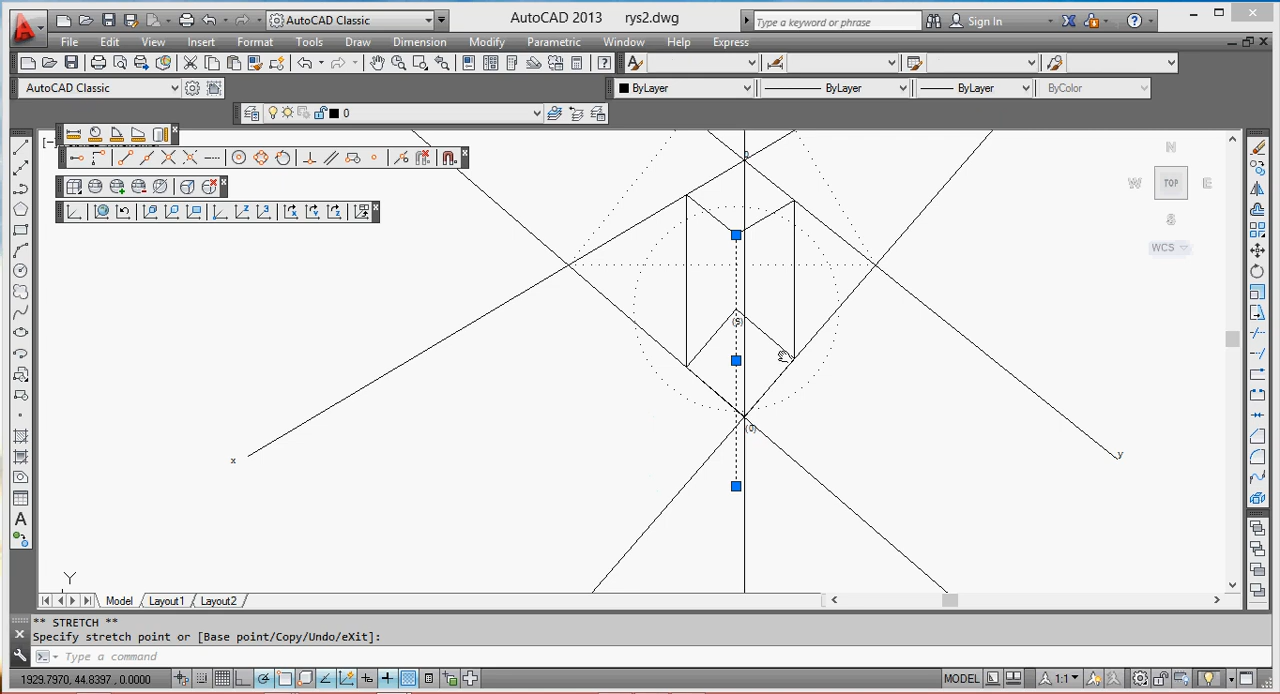 AutoCAD Classic
AutoCAD 2013 rys2.dwg
Type a keyword or phrase
Sign In
File Edit View Insert Format Tools Draw Dimension Modify Parametric Window Help Express
AutoCAD Classic
ByLayer
ByLayer
ByLayer
ByColor
0
N
W
TOP
E
S
WCS
(S)
(0)
x
y
Y
Model Layout1 Layout2
** STRETCH **
Specify stretch point or [Base point/Copy/Undo/eXit]:
Type a command
1929.7970, 44.8397 , 0.0000
MODEL
1:1